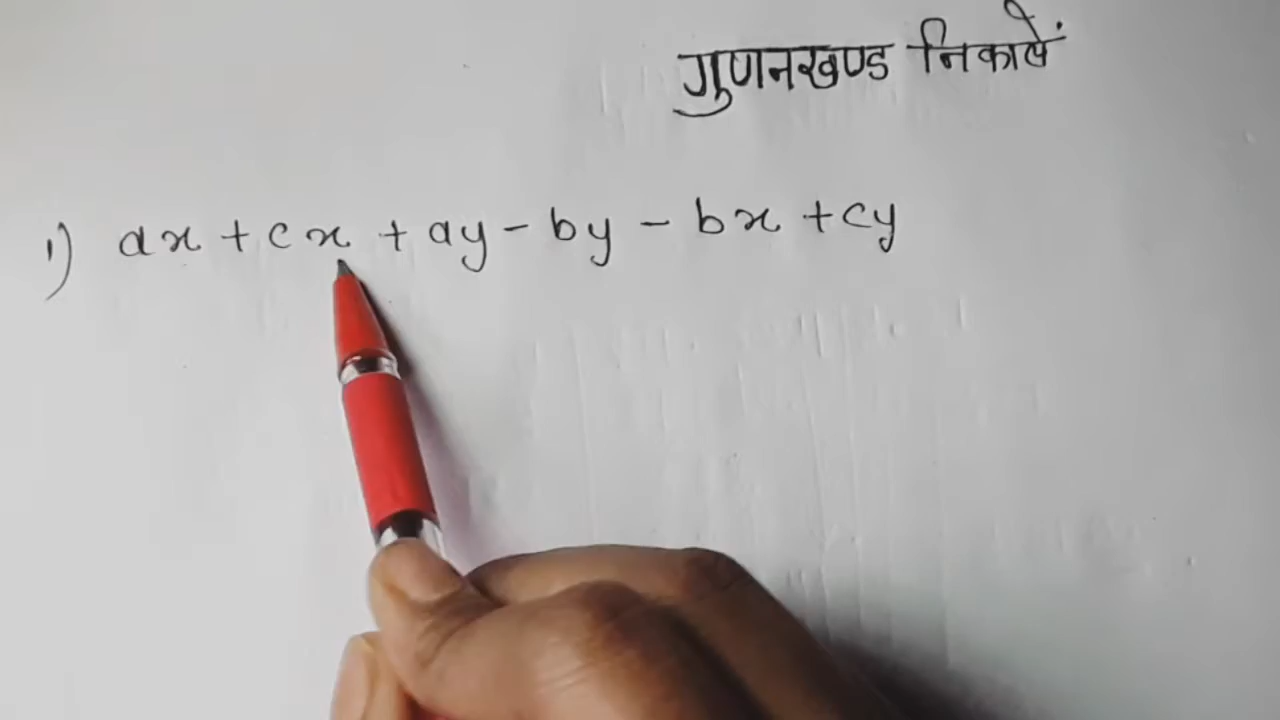 गुणनखण्ड निकालें
1) ax + cx + ay - by - bx + cy